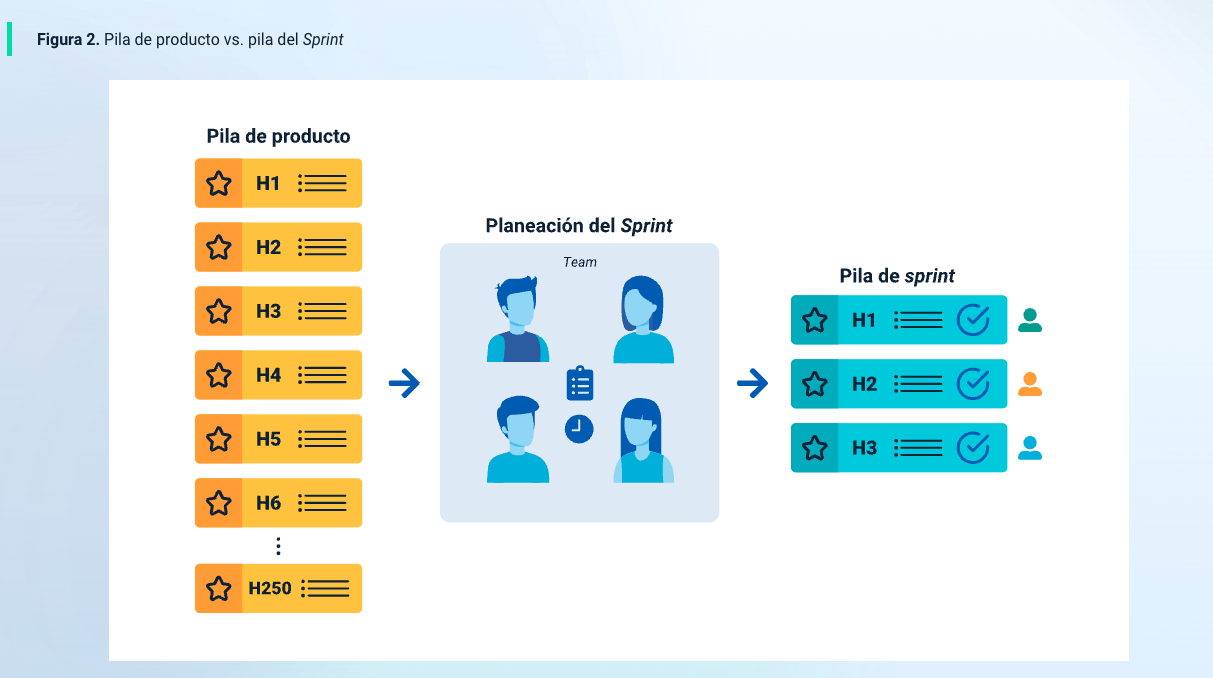 Figura 2. Pila de producto vs. pila del Sprint
Pila de producto
H1
H2
H3
H4
H5
H6
H250
Planeación del Sprint
Team
Pila de sprint
H1
H2
H3